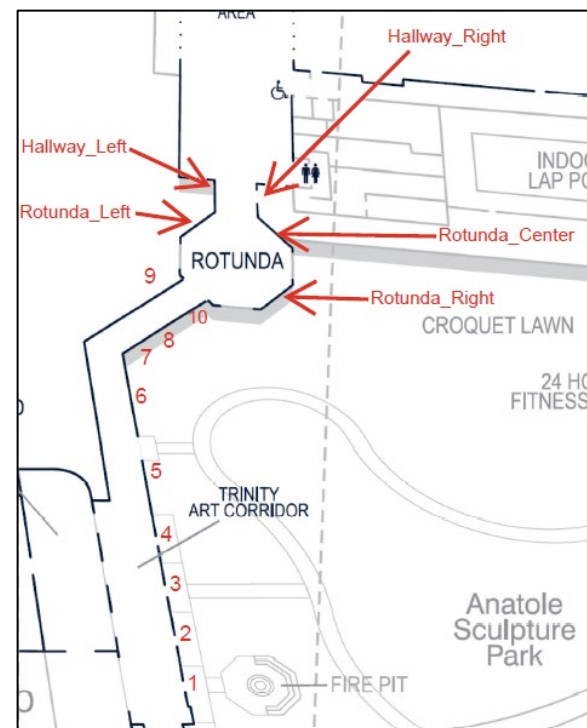 AREA
Hallway_Right
Hallway_Left
INDOO
LAP PO
Rotunda_Left
Rotunda_Center
ROTUNDA
9
Rotunda_Right
10
8
CROQUET LAWN
7
6
24 HO
FITNESS
5
TRINITY
ART CORRIDOR
4
3
Anatole
Sculpture
Park
2
1
FIRE PIT